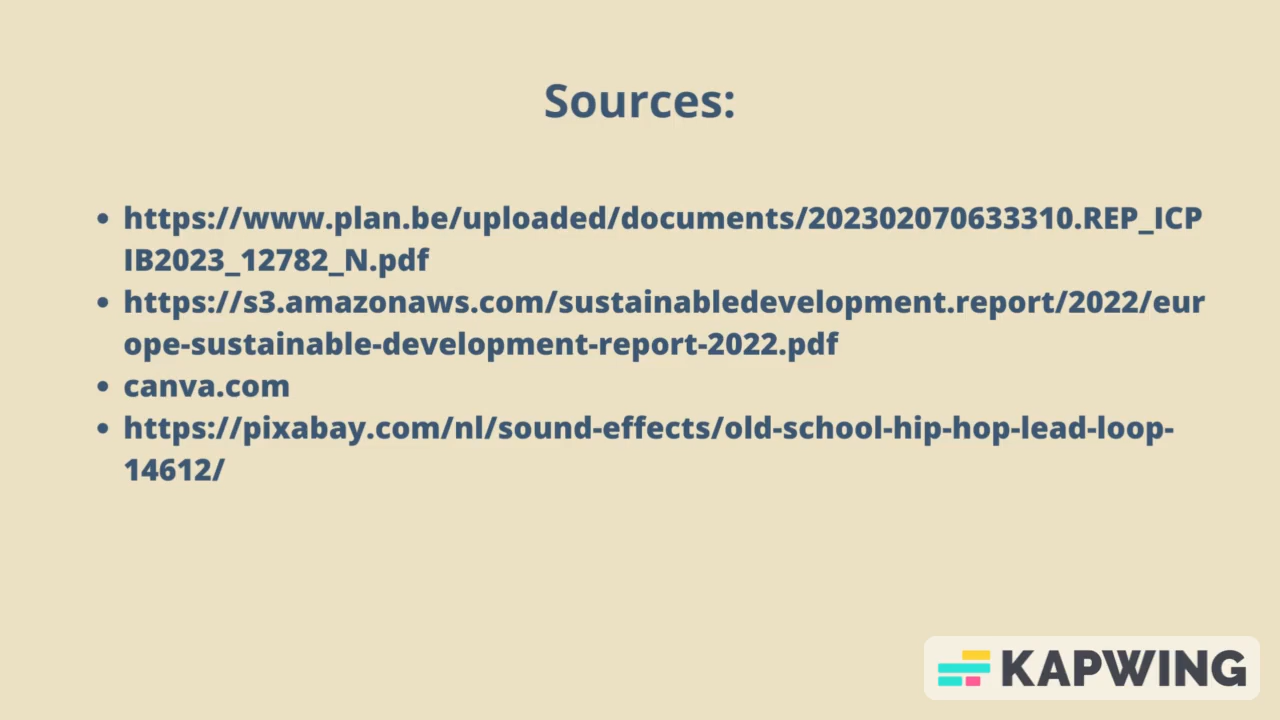 Sources:
• https://www.plan.be/uploaded/documents/202302070633310.REP_ICP
IB2023_12782_N.pdf
• https://s3.amazonaws.com/sustainabledevelopment.report/2022/eur
ope-sustainable-development-report-2022.pdf
• canva.com
• https://pixabay.com/nl/sound-effects/old-school-hip-hop-lead-loop-
14612/
KAPWING